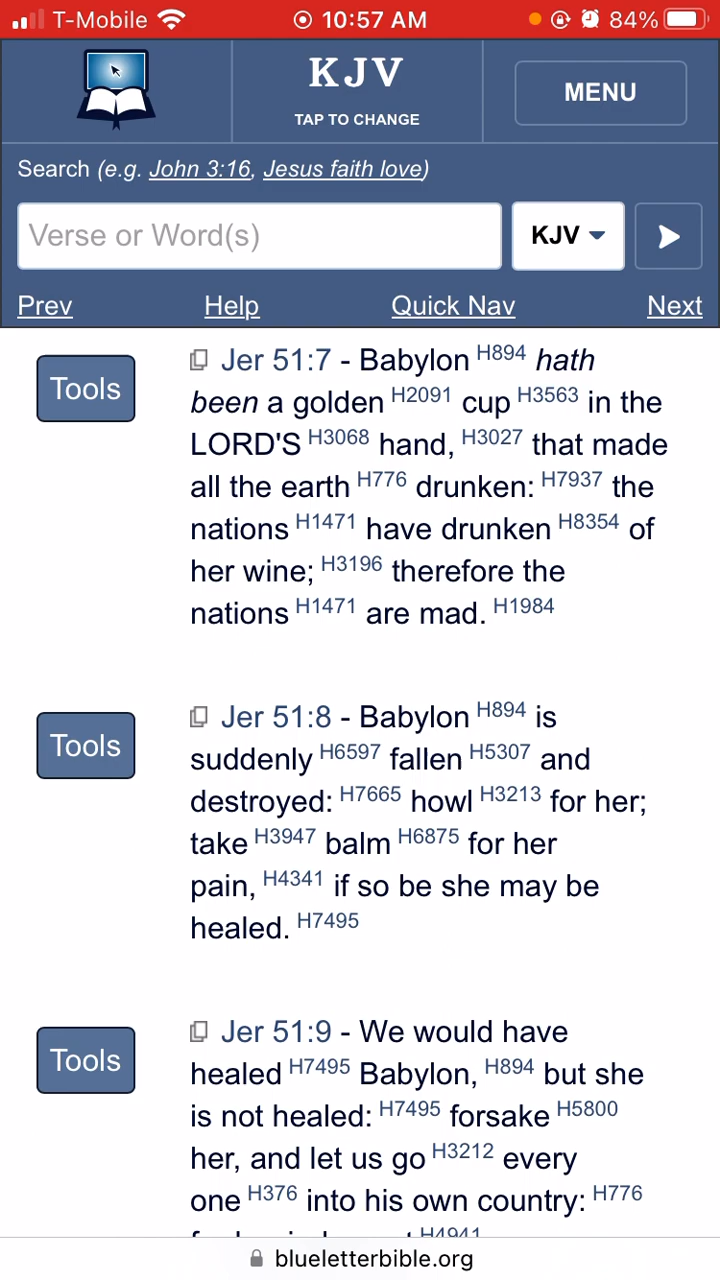 T-Mobile 10:57 AM 84%
KJV
TAP TO CHANGE
MENU
Search (e.g. John 3:16, Jesus faith love)
Verse or Word(s) KJV
Prev Help Quick Nav Next
Tools
Jer 51:7 - Babylon H894 hath
been a golden H2091 cup H3563 in the
LORD'S H3068 hand, H3027 that made
all the earth H776 drunken: H7937 the
nations H1471 have drunken H8354 of
her wine; H3196 therefore the
nations H1471 are mad. H1984
Tools
Jer 51:8 - Babylon H894 is
suddenly H6597 fallen H5307 and
destroyed: H7665 howl H3213 for her;
take H3947 balm H6875 for her
pain, H4341 if so be she may be
healed. H7495
Tools
Jer 51:9 - We would have
healed H7495 Babylon, H894 but she
is not healed: H7495 forsake H5800
her, and let us go H3212 every
one H376 into his own country: H776
H4941
blueletterbible.org